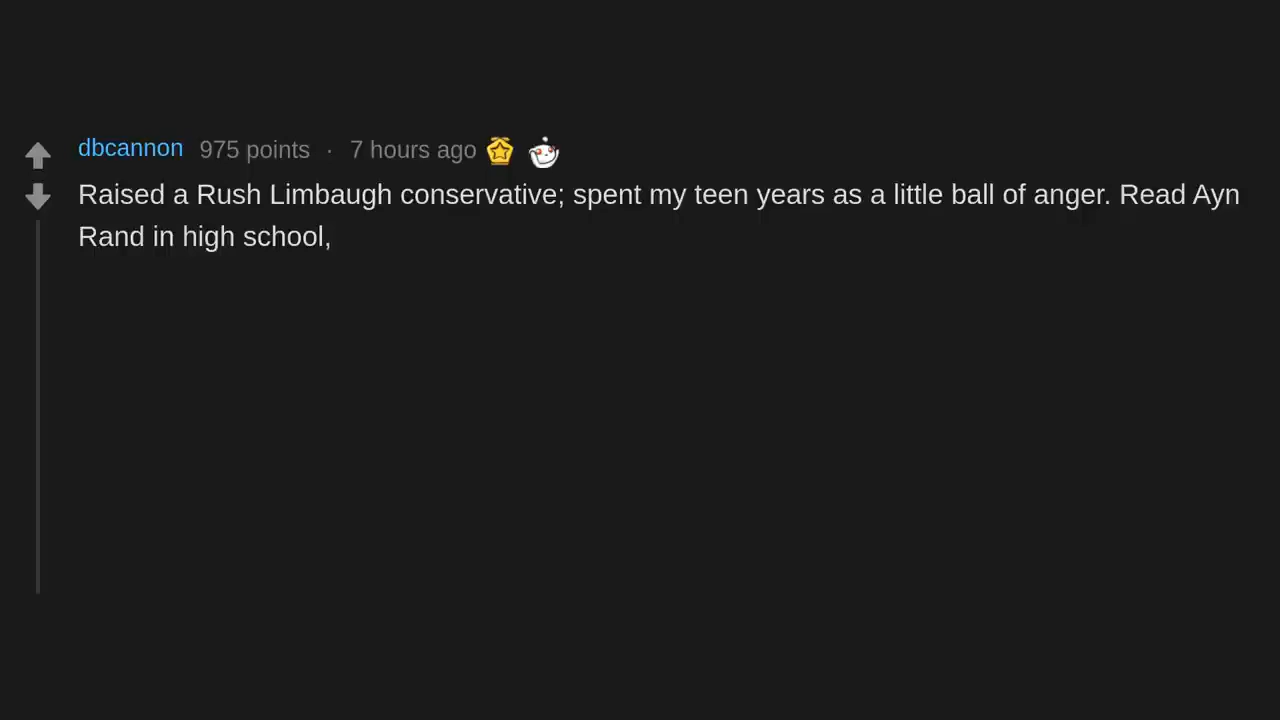 dbcannon 975 points · 7 hours ago
Raised a Rush Limbaugh conservative; spent my teen years as a little ball of anger. Read Ayn
Rand in high school,